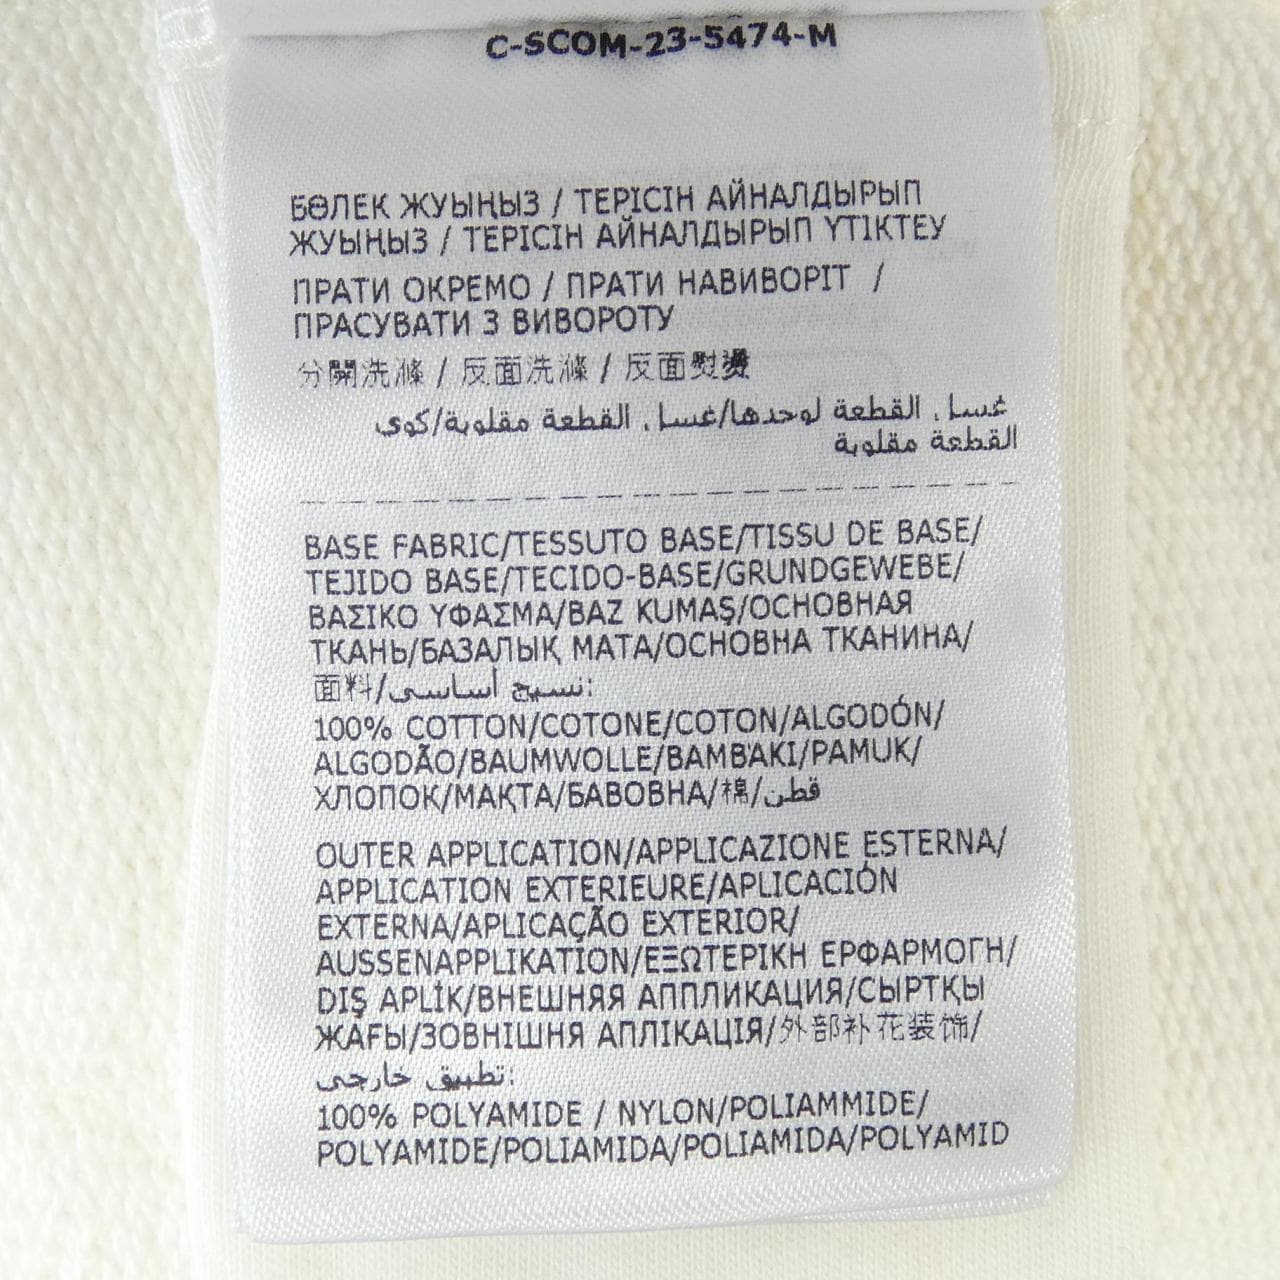 C-SCOM-23-5474-M
БӨЛЕК ЖУЫҢЫЗ / ТЕРІСІН АЙНАЛДЫРЫП
ЖУЫҢЫЗ / ТЕРІСІН АЙНАЛДЫРЫП ҮТІКТЕУ
ПРАТИ ОКРЕМО / ПРАТИ НАВИВОРІТ /
ПРАСУВАТИ З ВИВОРОТУ
分開洗滌 / 反面洗滌 / 反面熨燙
غسل القطعة لوحدها/غسل القطعة مقلوبة/كوي
القطعة مقلوبة
BASE FABRIC/TESSUTO BASE/TISSU DE BASE/
TEJIDO BASE/TECIDO-BASE/GRUNDGEWEBE/
ΒΑΣΙΚΟ ΥΦΑΣΜΑ/BAZ KUMAŞ/ОСНОВНАЯ
ТКАНЬ/БАЗАЛЫҚ МАТА/ОСНОВНА ТКАНИНА/
面料/نسيج أساسي:
100% COTTON/COTONE/COTON/ALGODÓN/
ALGODÃO/BAUMWOLLE/ΒΑΜΒΆΚΙ/PAMUK/
ХЛОПОК/МАҚТА/БАВОВНА/棉/قطن
OUTER APPLICATION/APPLICAZIONE ESTERNA/
APPLICATION EXTERIEURE/APLICACIÓN
EXTERNA/APLICAÇÃO EXTERIOR/
AUSSENAPPLIKATION/ΕΞΩΤΕΡΙΚΗ ΕΡΦΑΡΜΟΓΗ/
DIŞ APLİK/ВНЕШНЯЯ АППЛИКАЦИЯ/СЫРТҚЫ
ЖАҒЫ/ЗОВНІШНЯ АПЛІКАЦІЯ/外部补花装饰/
تطبيق خارجي:
100% POLYAMIDE / NYLON/POLIAMMIDE/
POLYAMIDE/POLIAMIDA/POLIAMIDA/POLYAMID